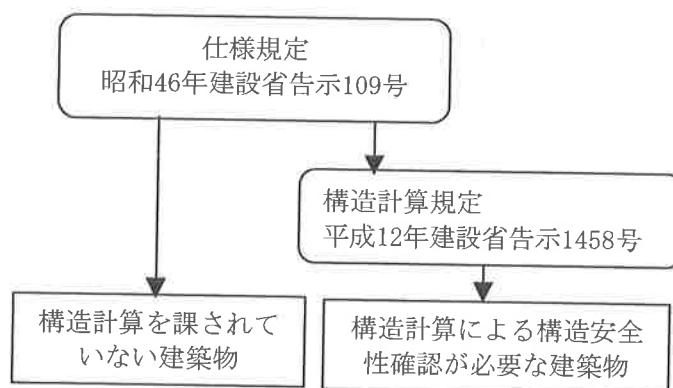 仕様規定
昭和46年建設省告示109号
構造計算規定
平成12年建設省告示1458号
構造計算を課されて
いない建築物
構造計算による構造安全
性確認が必要な建築物